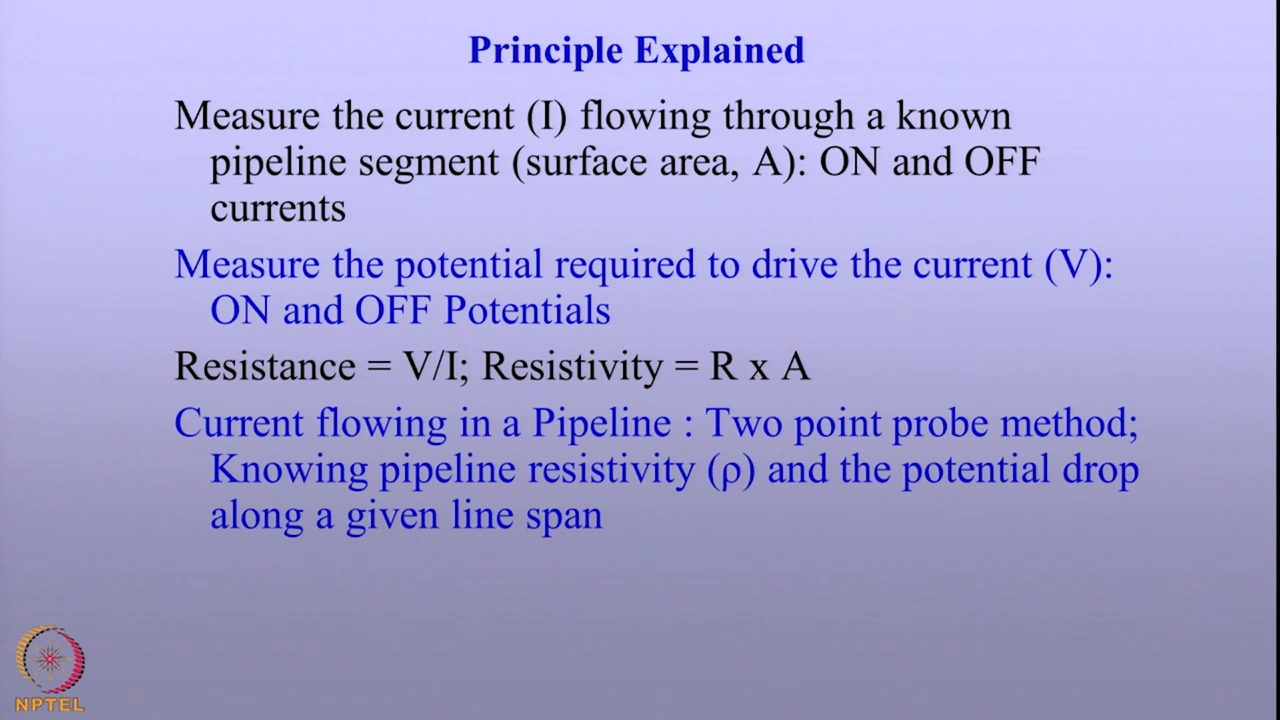 Principle Explained
Measure the current (I) flowing through a known
pipeline segment (surface area, A): ON and OFF
currents
Measure the potential required to drive the current (V):
ON and OFF Potentials
Resistance = V/I; Resistivity = R x A
Current flowing in a Pipeline : Two point probe method;
Knowing pipeline resistivity (ρ) and the potential drop
along a given line span
NPTEL